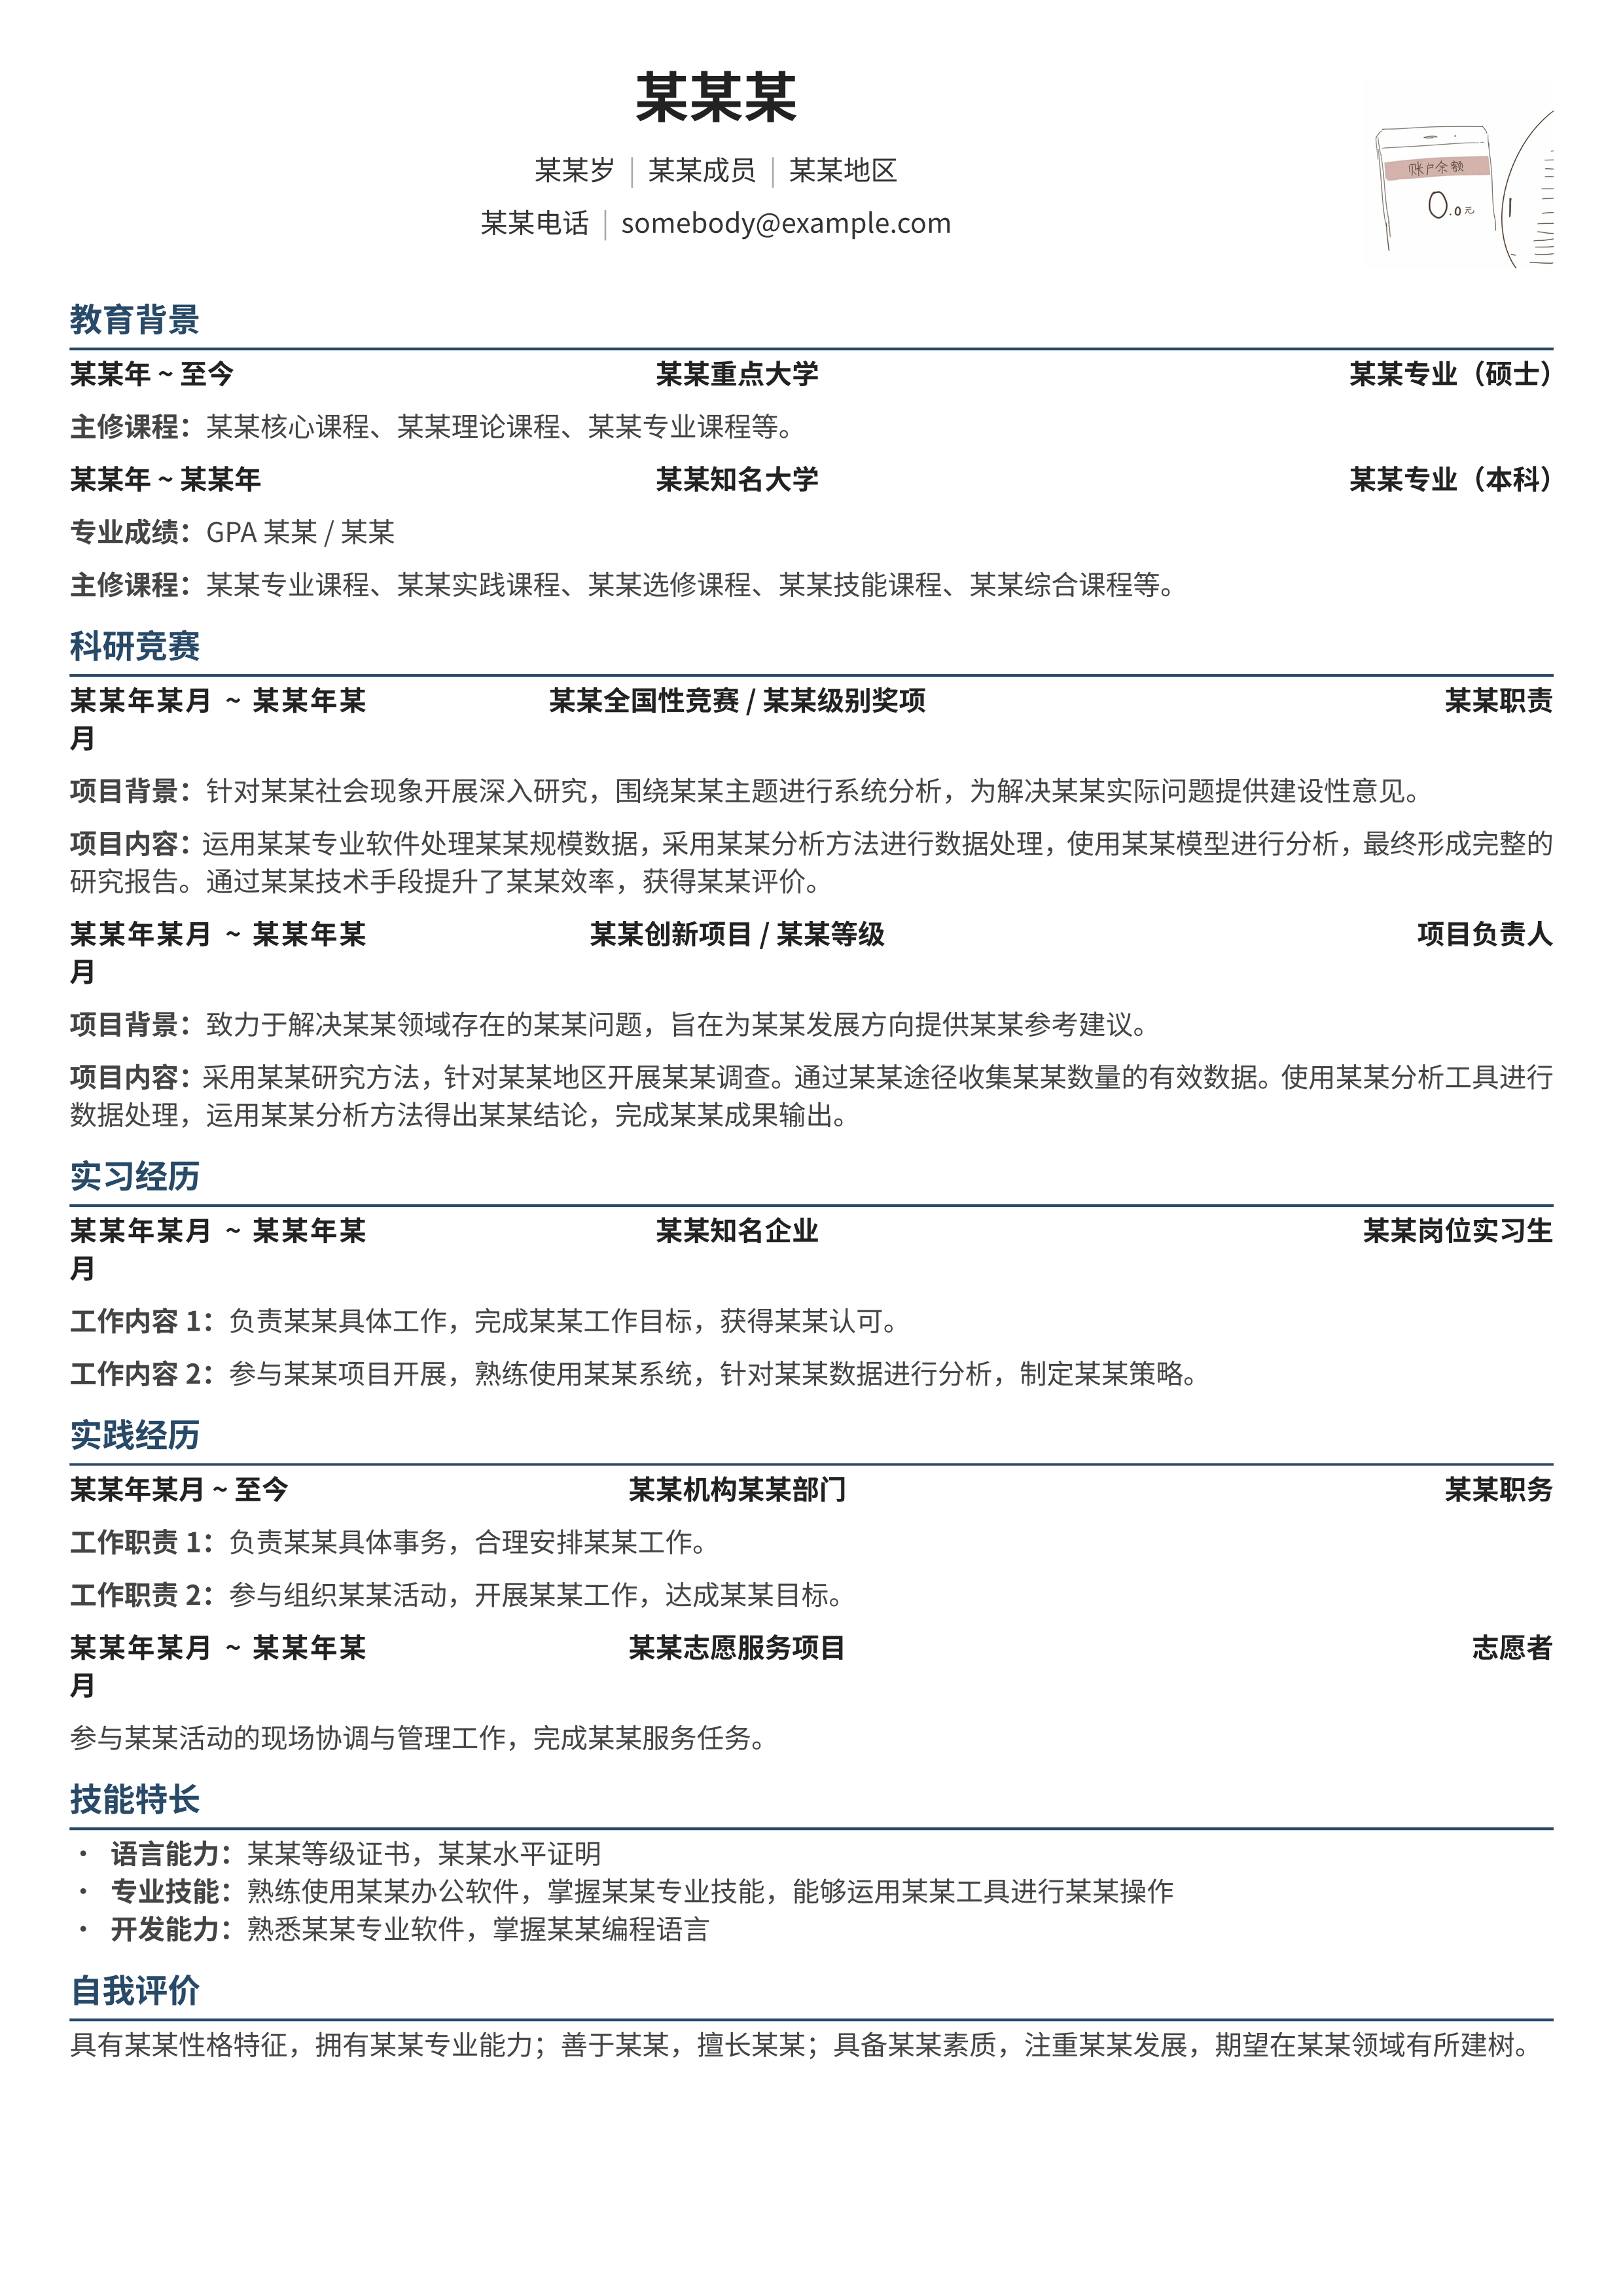 某某某
某某岁 | 某某成员 | 某某地区
某某电话 | somebody@example.com
账户余额
0.0元
教育背景
某某年 ~ 至今 某某重点大学 某某专业（硕士）
主修课程：某某核心课程、某某理论课程、某某专业课程等。
某某年 ~ 某某年 某某知名大学 某某专业（本科）
专业成绩：GPA 某某 / 某某
主修课程：某某专业课程、某某实践课程、某某选修课程、某某技能课程、某某综合课程等。
科研竞赛
某某年某月 ~ 某某年某 某某全国性竞赛 / 某某级别奖项 某某职责
月
项目背景：针对某某社会现象开展深入研究，围绕某某主题进行系统分析，为解决某某实际问题提供建设性意见。
项目内容：运用某某专业软件处理某某规模数据，采用某某分析方法进行数据处理，使用某某模型进行分析，最终形成完整的
研究报告。通过某某技术手段提升了某某效率，获得某某评价。
某某年某月 ~ 某某年某 某某创新项目 / 某某等级 项目负责人
月
项目背景：致力于解决某某领域存在的某某问题，旨在为某某发展方向提供某某参考建议。
项目内容：采用某某研究方法，针对某某地区开展某某调查。通过某某途径收集某某数量的有效数据。使用某某分析工具进行
数据处理，运用某某分析方法得出某某结论，完成某某成果输出。
实习经历
某某年某月 ~ 某某年某 某某知名企业 某某岗位实习生
月
工作内容 1：负责某某具体工作，完成某某工作目标，获得某某认可。
工作内容 2：参与某某项目开展，熟练使用某某系统，针对某某数据进行分析，制定某某策略。
实践经历
某某年某月 ~ 至今 某某机构某某部门 某某职务
工作职责 1：负责某某具体事务，合理安排某某工作。
工作职责 2：参与组织某某活动，开展某某工作，达成某某目标。
某某年某月 ~ 某某年某 某某志愿服务项目 志愿者
月
参与某某活动的现场协调与管理工作，完成某某服务任务。
技能特长
• 语言能力：某某等级证书，某某水平证明
• 专业技能：熟练使用某某办公软件，掌握某某专业技能，能够运用某某工具进行某某操作
• 开发能力：熟悉某某专业软件，掌握某某编程语言
自我评价
具有某某性格特征，拥有某某专业能力；善于某某，擅长某某；具备某某素质，注重某某发展，期望在某某领域有所建树。